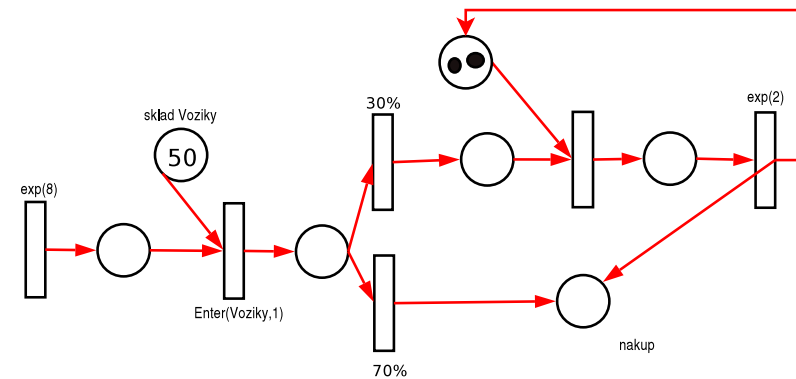 30%
exp(2)
sklad Voziky
50
exp(8)
Enter(Voziky,1)
nakup
70%